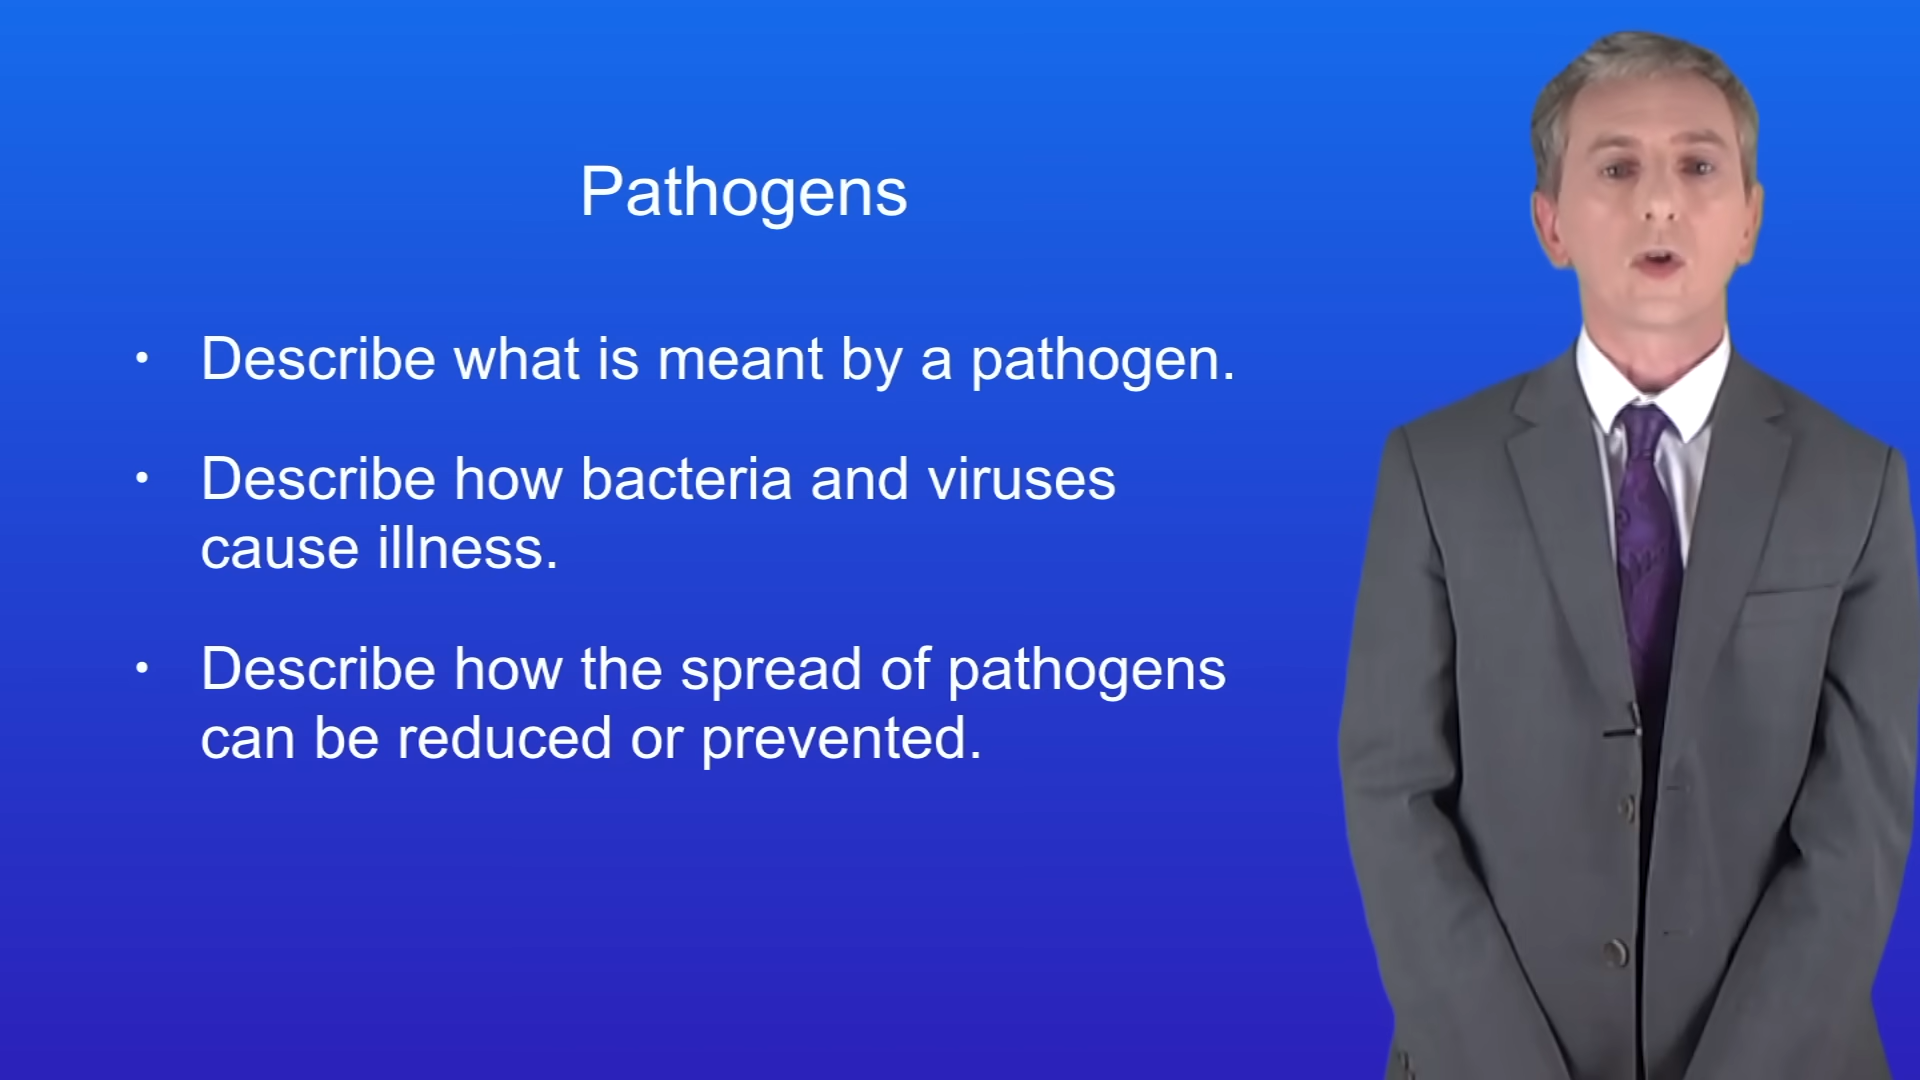 Pathogens
• Describe what is meant by a pathogen.
• Describe how bacteria and viruses
cause illness.
• Describe how the spread of pathogens
can be reduced or prevented.